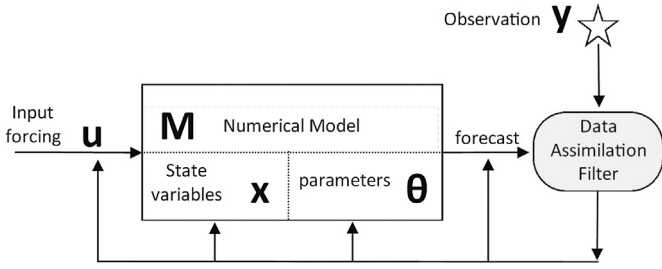 Observation y
Input
forcing u
M Numerical Model
State
variables x
parameters θ
forecast
Data
Assimilation
Filter